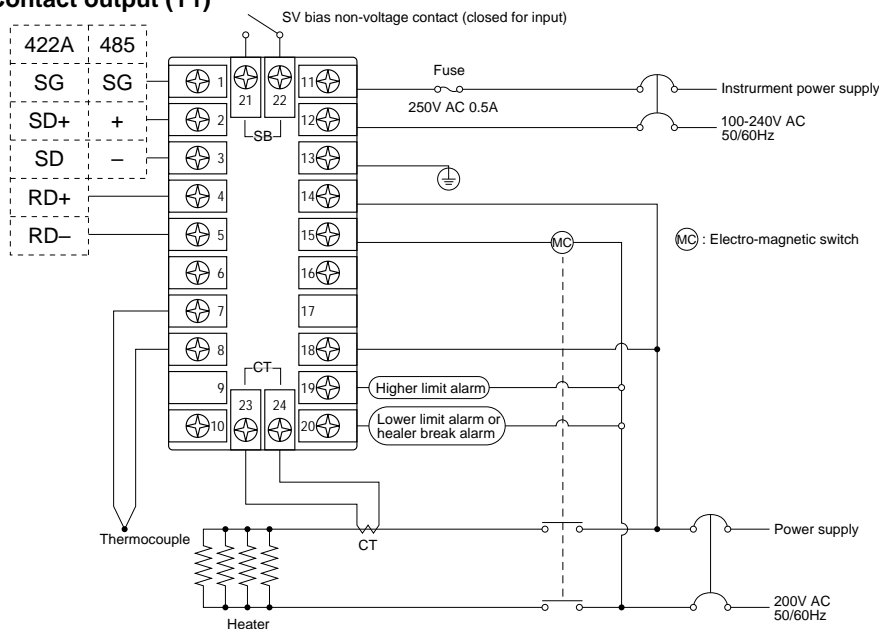 Contact output (Y1)
SV bias non-voltage contact (closed for input)
422A 485
SG SG
SD+ +
SD –
RD+
RD–
1
2
3
4
5
6
7
8
9
10
21 22
SB
11
12
13
14
15
16
17
18
19
20
CT
23 24
Fuse
250V AC 0.5A
Instrurment power supply
100-240V AC
50/60Hz
MC
MC : Electro-magnetic switch
Higher limit alarm
Lower limit alarm or
healer break alarm
Thermocouple
CT
Heater
Power supply
200V AC
50/60Hz